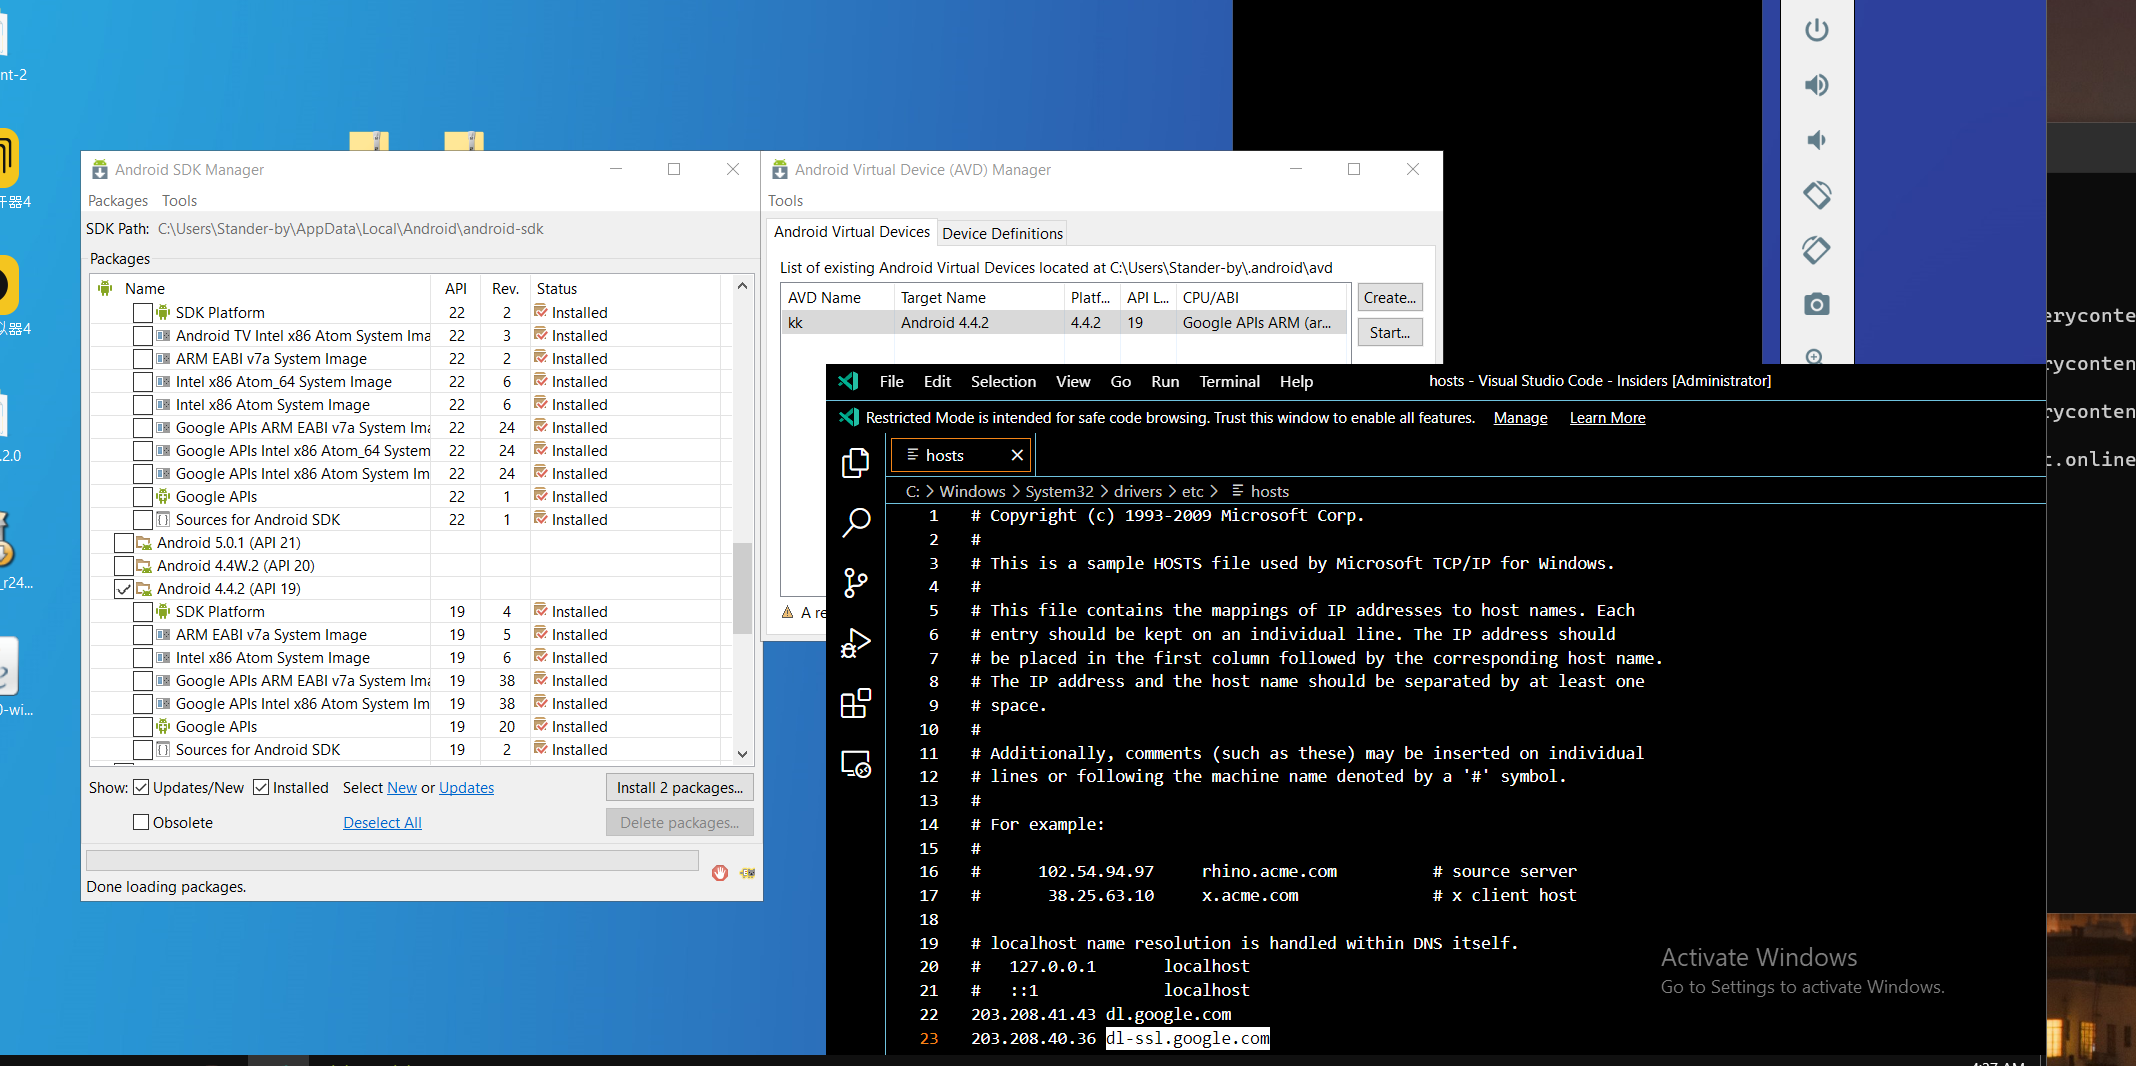 nt-2
开器4
以器4
.2.0
_r24...
0-wi...
Android SDK Manager
Packages Tools
SDK Path: C:\Users\Stander-by\AppData\Local\Android\android-sdk
Packages
Name API Rev. Status
SDK Platform 22 2 Installed
Android TV Intel x86 Atom System Ima 22 3 Installed
ARM EABI v7a System Image 22 2 Installed
Intel x86 Atom_64 System Image 22 6 Installed
Intel x86 Atom System Image 22 6 Installed
Google APIs ARM EABI v7a System Ima 22 24 Installed
Google APIs Intel x86 Atom_64 System 22 24 Installed
Google APIs Intel x86 Atom System Im 22 24 Installed
Google APIs 22 1 Installed
Sources for Android SDK 22 1 Installed
Android 5.0.1 (API 21)
Android 4.4W.2 (API 20)
Android 4.4.2 (API 19)
SDK Platform 19 4 Installed
ARM EABI v7a System Image 19 5 Installed
Intel x86 Atom System Image 19 6 Installed
Google APIs ARM EABI v7a System Ima 19 38 Installed
Google APIs Intel x86 Atom System Im 19 38 Installed
Google APIs 19 20 Installed
Sources for Android SDK 19 2 Installed
Show: Updates/New Installed Select New or Updates Install 2 packages...
Obsolete Deselect All Delete packages...
Done loading packages.
Android Virtual Device (AVD) Manager
Tools
Android Virtual Devices Device Definitions
List of existing Android Virtual Devices located at C:\Users\Stander-by\.android\avd
AVD Name Target Name Platf... API L... CPU/ABI Create...
kk Android 4.4.2 4.4.2 19 Google APIs ARM (ar... Start...
A re
File Edit Selection View Go Run Terminal Help hosts - Visual Studio Code - Insiders [Administrator]
Restricted Mode is intended for safe code browsing. Trust this window to enable all features. Manage Learn More
hosts
C: > Windows > System32 > drivers > etc > hosts
1 # Copyright (c) 1993-2009 Microsoft Corp.
2 #
3 # This is a sample HOSTS file used by Microsoft TCP/IP for Windows.
4 #
5 # This file contains the mappings of IP addresses to host names. Each
6 # entry should be kept on an individual line. The IP address should
7 # be placed in the first column followed by the corresponding host name.
8 # The IP address and the host name should be separated by at least one
9 # space.
10 #
11 # Additionally, comments (such as these) may be inserted on individual
12 # lines or following the machine name denoted by a '#' symbol.
13 #
14 # For example:
15 #
16 # 102.54.94.97 rhino.acme.com # source server
17 # 38.25.63.10 x.acme.com # x client host
18
19 # localhost name resolution is handled within DNS itself.
20 # 127.0.0.1 localhost
21 # ::1 localhost
22 203.208.41.43 dl.google.com
23 203.208.40.36 dl-ssl.google.com
Activate Windows
Go to Settings to activate Windows.
eryconte
ryconten
ryconten
t.online